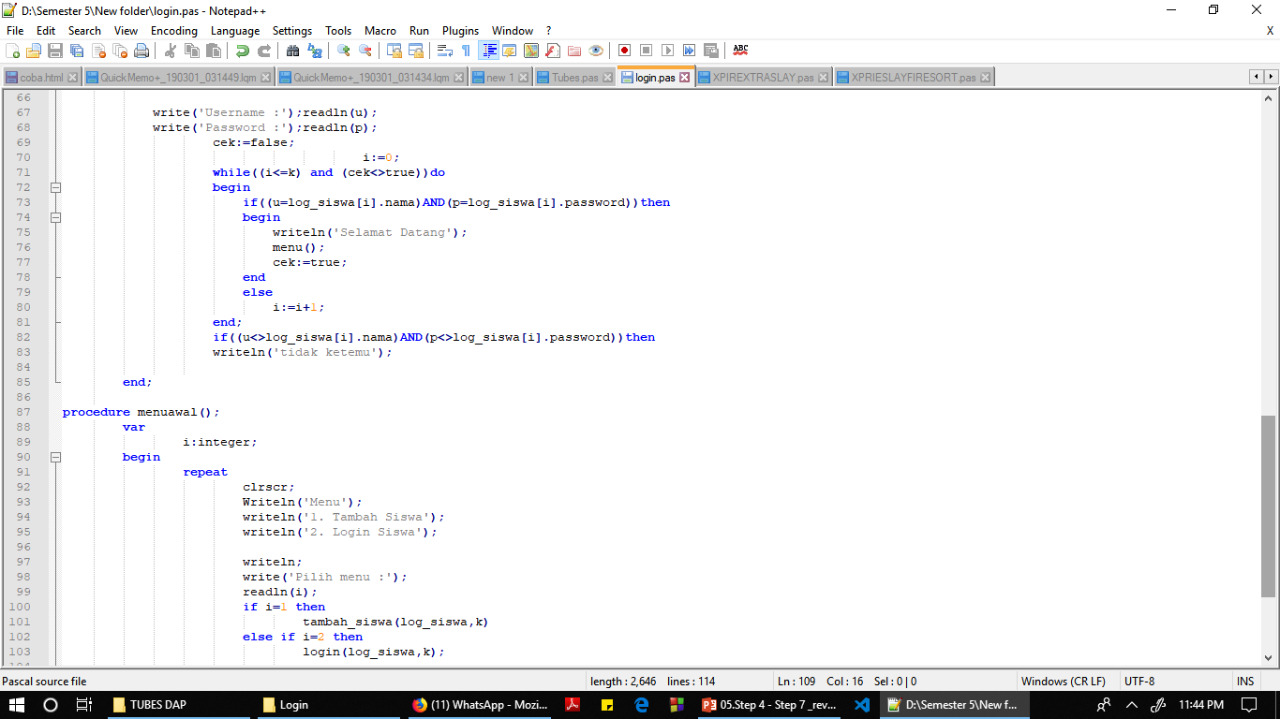 D:\Semester 5\New folder\login.pas - Notepad++
File Edit Search View Encoding Language Settings Tools Macro Run Plugins Window ? X
coba.html QuickMemo+_190301_031449.lqm QuickMemo+_190301_031434.lqm new 1 Tubes.pas login.pas XPIREXTRASLAY.pas XPRIESLAYFIRESORT.pas
66
67 write('Username :');readln(u);
68 write('Password :');readln(p);
69 cek:=false;
70 i:=0;
71 while((i<=k) and (cek<>true))do
72 begin
73 if((u=log_siswa[i].nama)AND(p=log_siswa[i].password))then
74 begin
75 writeln('Selamat Datang');
76 menu();
77 cek:=true;
78 end
79 else
80 i:=i+1;
81 end;
82 if((u<>log_siswa[i].nama)AND(p<>log_siswa[i].password))then
83 writeln('tidak ketemu');
84
85 end;
86
87 procedure menuawal();
88 var
89 i:integer;
90 begin
91 repeat
92 clrscr;
93 Writeln('Menu');
94 writeln('1. Tambah Siswa');
95 writeln('2. Login Siswa');
96
97 writeln;
98 write('Pilih menu :');
99 readln(i);
100 if i=1 then
101 tambah_siswa(log_siswa,k)
102 else if i=2 then
103 login(log_siswa,k);
Pascal source file length : 2,646 lines : 114 Ln : 109 Col : 16 Sel : 0 | 0 Windows (CR LF) UTF-8 INS
TUBES DAP Login (11) WhatsApp - Mozi... 05.Step 4 - Step 7 _rev... D:\Semester 5\New f... 11:44 PM